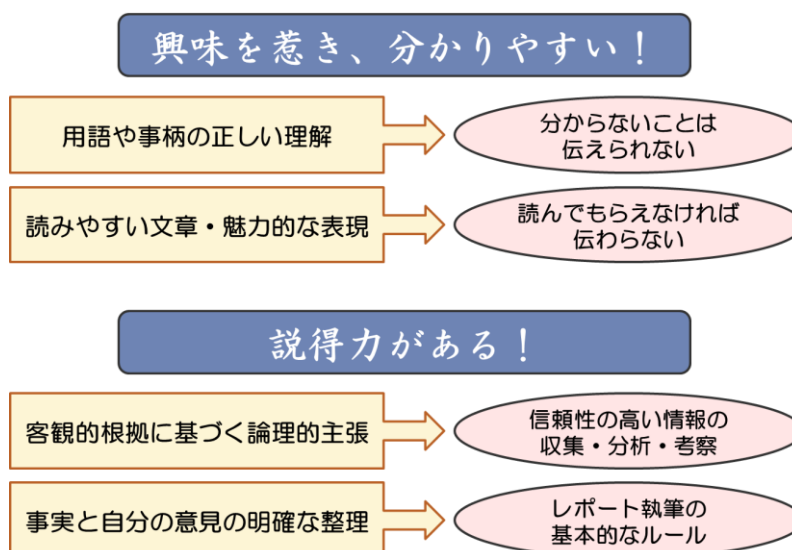 興味を惹き、分かりやすい！
用語や事柄の正しい理解
分からないことは
伝えられない
読みやすい文章・魅力的な表現
読んでもらえなければ
伝わらない
説得力がある！
客観的根拠に基づく論理的主張
信頼性の高い情報の
収集・分析・考察
事実と自分の意見の明確な整理
レポート執筆の
基本的なルール